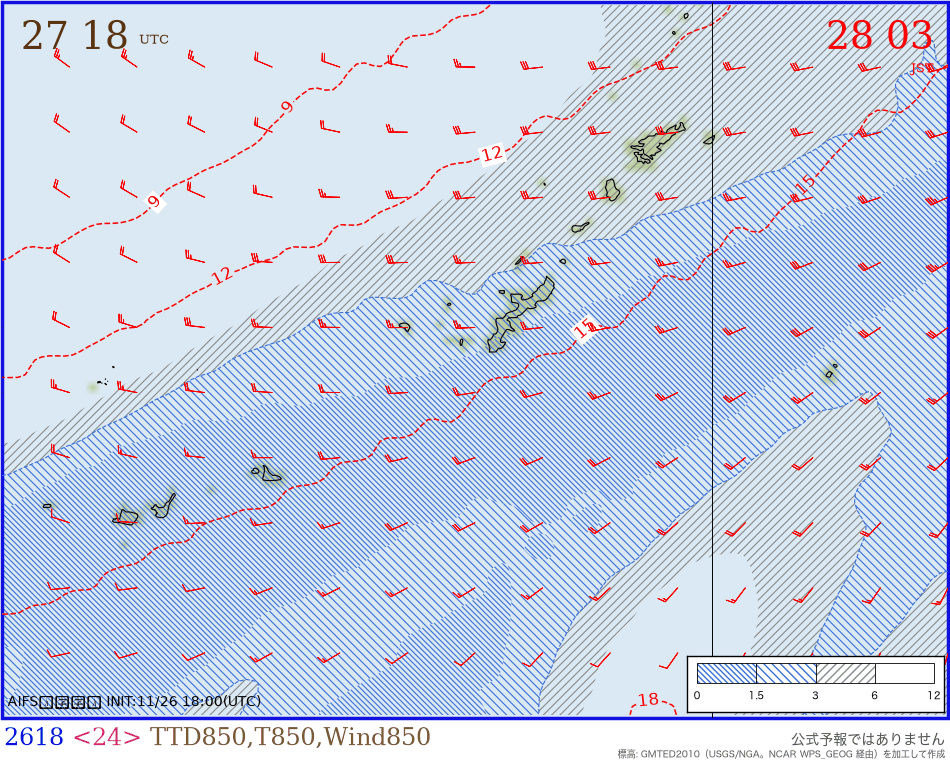 27 18 UTC
28 03
JST
9
12
9
15
12
15
18
0 1.5 3 6 12
AIFS INIT:11/26 18:00(UTC)
2618 <24> TTD850,T850,Wind850
公式予報ではありません
標高: GMTED2010（USGS/NGA。NCAR WPS_GEOG 経由）を加工して作成